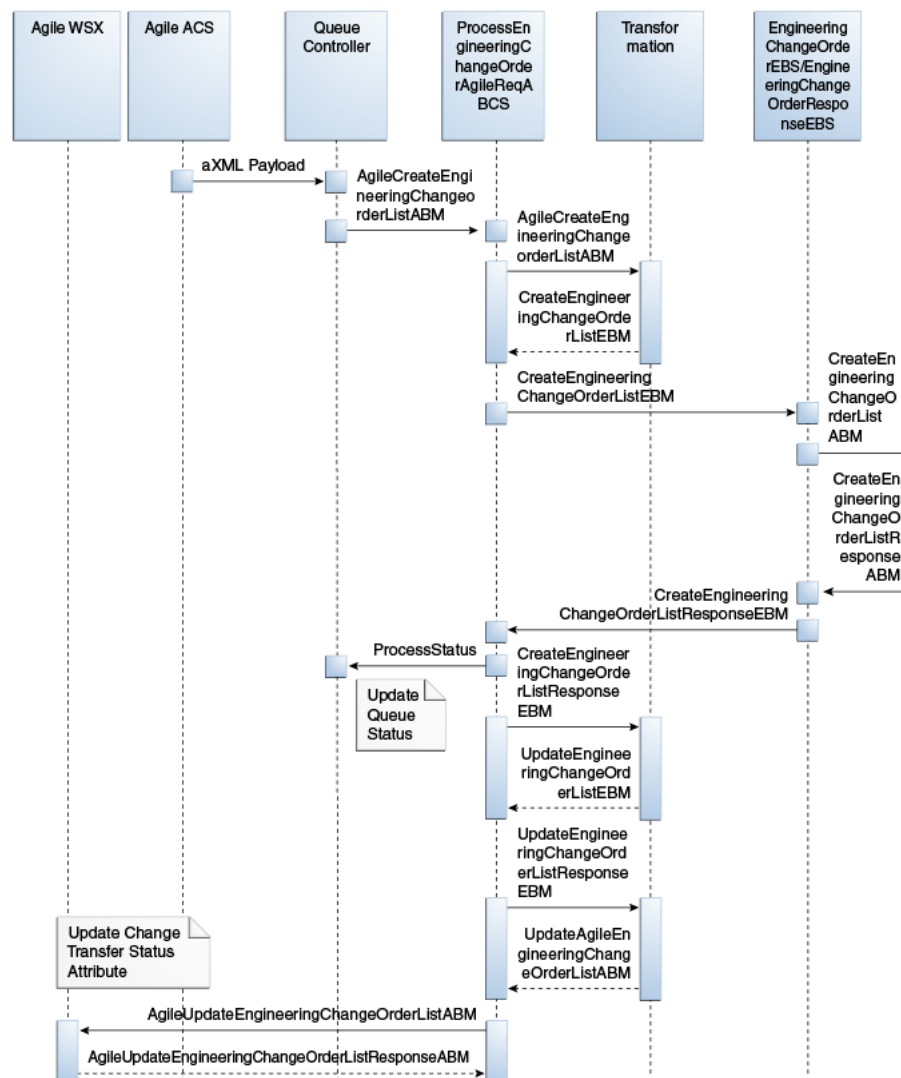 Agile WSX
Agile ACS
Queue
Controller
ProcessEn
gineeringC
hangeOrde
rAgileReqA
BCS
Transfor
mation
Engineering
ChangeOrde
rEBS/Engine
eringChange
OrderRespo
nseEBS
aXML Payload
AgileCreateEngi
neeringChangeo
rderListABM
AgileCreateEng
ineeringChange
orderListABM
CreateEngineer
ingChangeOrde
rListEBM
CreateEngineering
ChangeOrderListEBM
CreateEn
gineering
ChangeO
rderList
ABM
CreateEn
gineering
ChangeO
rderListR
esponse
ABM
CreateEngineering
ChangeOrderListResponseEBM
ProcessStatus
Update
Queue
Status
CreateEngineer
ingChangeOrde
rListResponse
EBM
UpdateEnginee
ringChangeOrd
erListEBM
UpdateEnginee
ringChangeOrd
erListResponse
EBM
UpdateAgileEn
gineeringChang
eOrderListABM
Update Change
Transfer Status
Attribute
AgileUpdateEngineeringChangeOrderListABM
AgileUpdateEngineeringChangeOrderListResponseABM